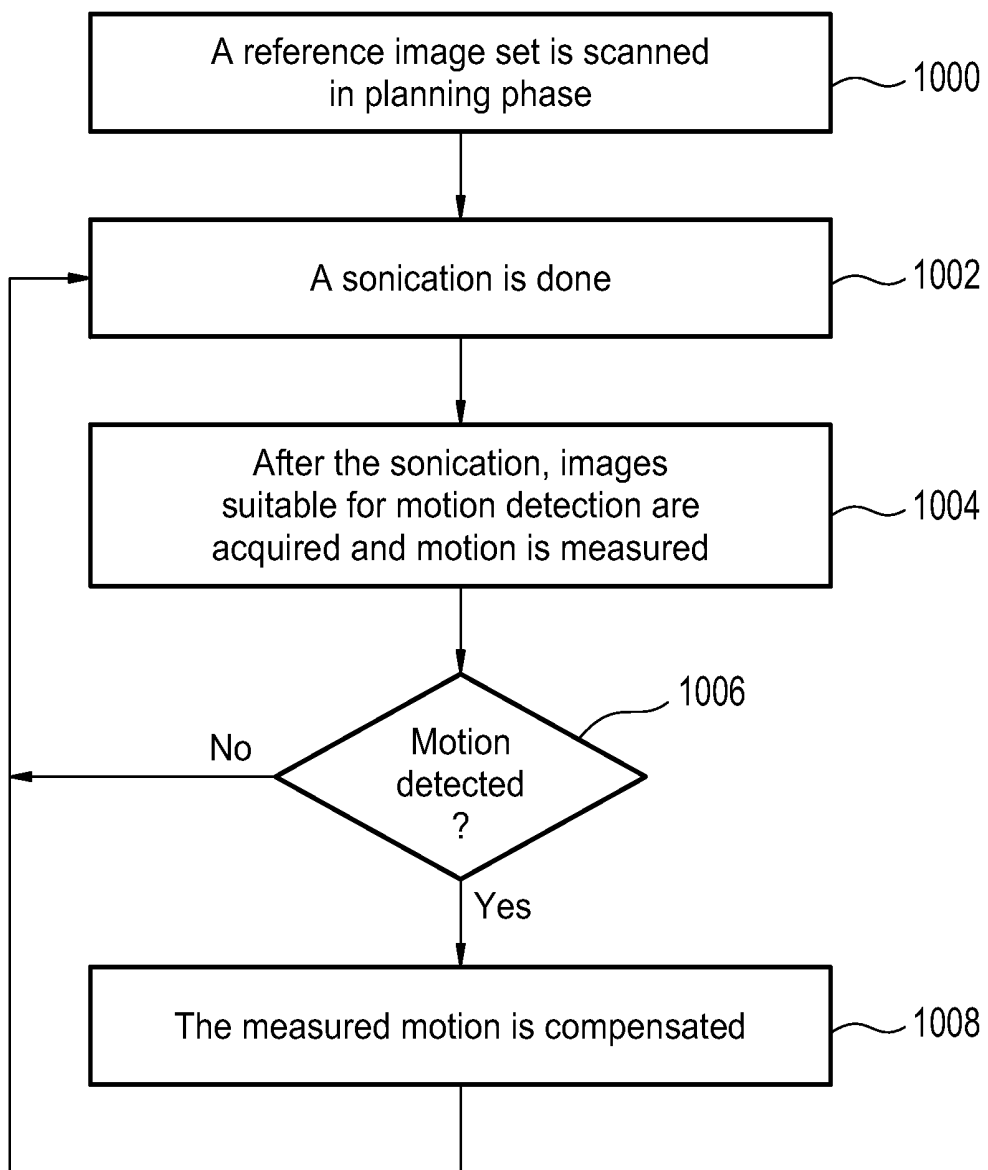 A reference image set is scanned
in planning phase
1000
A sonication is done
1002
After the sonication, images
suitable for motion detection are
acquired and motion is measured
1004
1006
No
Motion
detected
?
Yes
The measured motion is compensated
1008